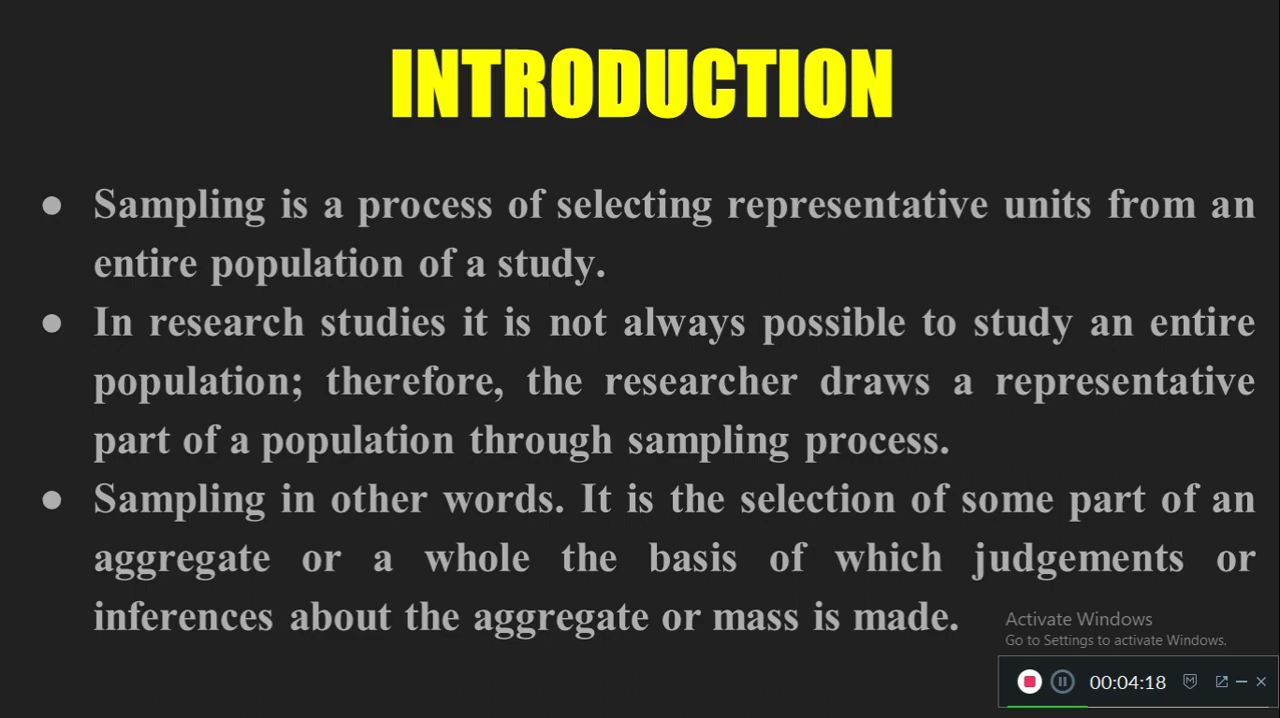 INTRODUCTION
● Sampling is a process of selecting representative units from an
entire population of a study.
● In research studies it is not always possible to study an entire
population; therefore, the researcher draws a representative
part of a population through sampling process.
● Sampling in other words. It is the selection of some part of an
aggregate or a whole the basis of which judgements or
inferences about the aggregate or mass is made.
Activate Windows
Go to Settings to activate Windows.
00:04:18